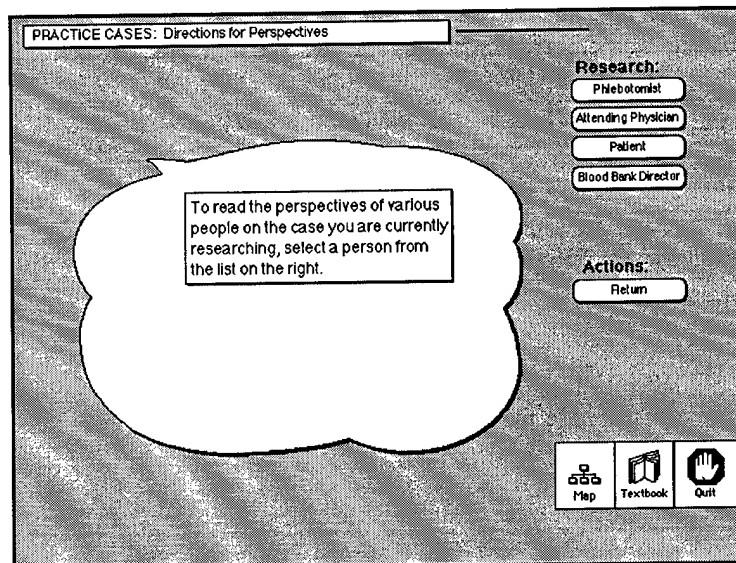 PRACTICE CASES: Directions for Perspectives
Research:
Phlebotomist
Attending Physician
Patient
Blood Bank Director
To read the perspectives of various
people on the case you are currently
researching, select a person from
the list on the right.
Actions:
Return
Map
Textbook
Quit